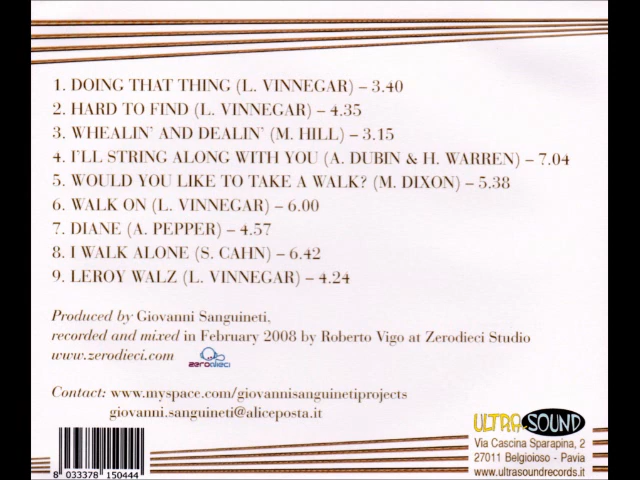 1. DOING THAT THING (L. VINNEGAR) – 3.40
2. HARD TO FIND (L. VINNEGAR) – 4.35
3. WHEALIN' AND DEALIN' (M. HILL) – 3.15
4. I'LL STRING ALONG WITH YOU (A. DUBIN & H. WARREN) – 7.04
5. WOULD YOU LIKE TO TAKE A WALK? (M. DIXON) – 5.38
6. WALK ON (L. VINNEGAR) – 6.00
7. DIANE (A. PEPPER) – 4.57
8. I WALK ALONE (S. CAHN) – 6.42
9. LEROY WALZ (L. VINNEGAR) – 4.24
Produced by Giovanni Sanguineti,
recorded and mixed in February 2008 by Roberto Vigo at Zerodieci Studio
www.zerodieci.com zerodieci
Contact: www.myspace.com/giovannisanguinetiprojects
giovanni.sanguineti@aliceposta.it
ULTRA SOUND
Via Cascina Sparapina, 2
27011 Belgioioso - Pavia
www.ultrasoundrecords.it
8 033378 150444